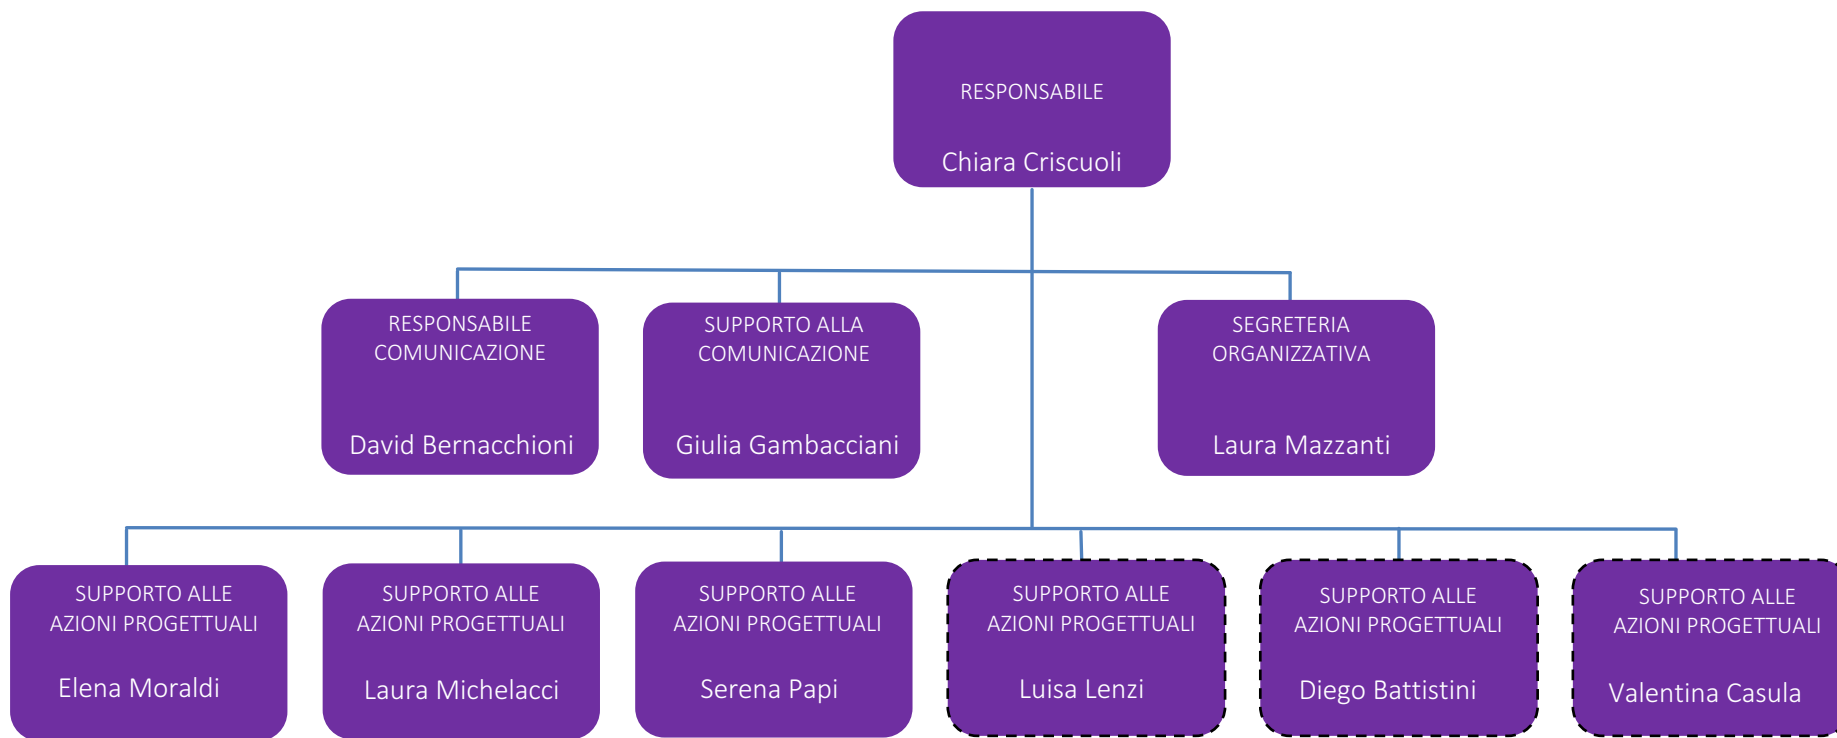 RESPONSABILE
Chiara Criscuoli
RESPONSABILE
COMUNICAZIONE
David Bernacchioni
SUPPORTO ALLA
COMUNICAZIONE
Giulia Gambacciani
SEGRETERIA
ORGANIZZATIVA
Laura Mazzanti
SUPPORTO ALLE
AZIONI PROGETTUALI
Elena Moraldi
SUPPORTO ALLE
AZIONI PROGETTUALI
Laura Michelacci
SUPPORTO ALLE
AZIONI PROGETTUALI
Serena Papi
SUPPORTO ALLE
AZIONI PROGETTUALI
Luisa Lenzi
SUPPORTO ALLE
AZIONI PROGETTUALI
Diego Battistini
SUPPORTO ALLE
AZIONI PROGETTUALI
Valentina Casula